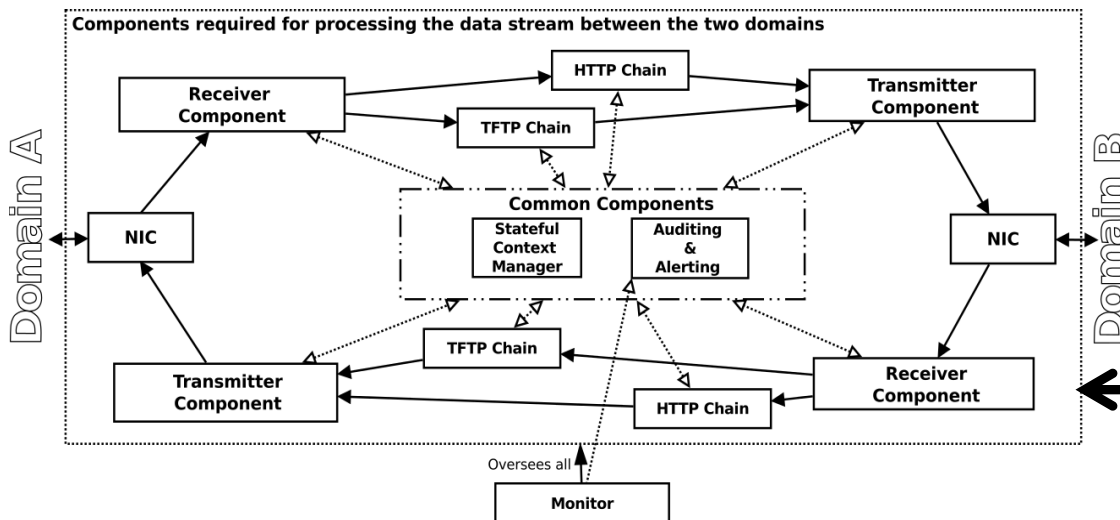 Components required for processing the data stream between the two domains
HTTP Chain
Receiver
Component
Transmitter
Component
TFTP Chain
Domain A
Domain B
Common Components
NIC
Stateful
Context
Manager
Auditing
&
Alerting
NIC
TFTP Chain
Transmitter
Component
Receiver
Component
HTTP Chain
Oversees all
Monitor